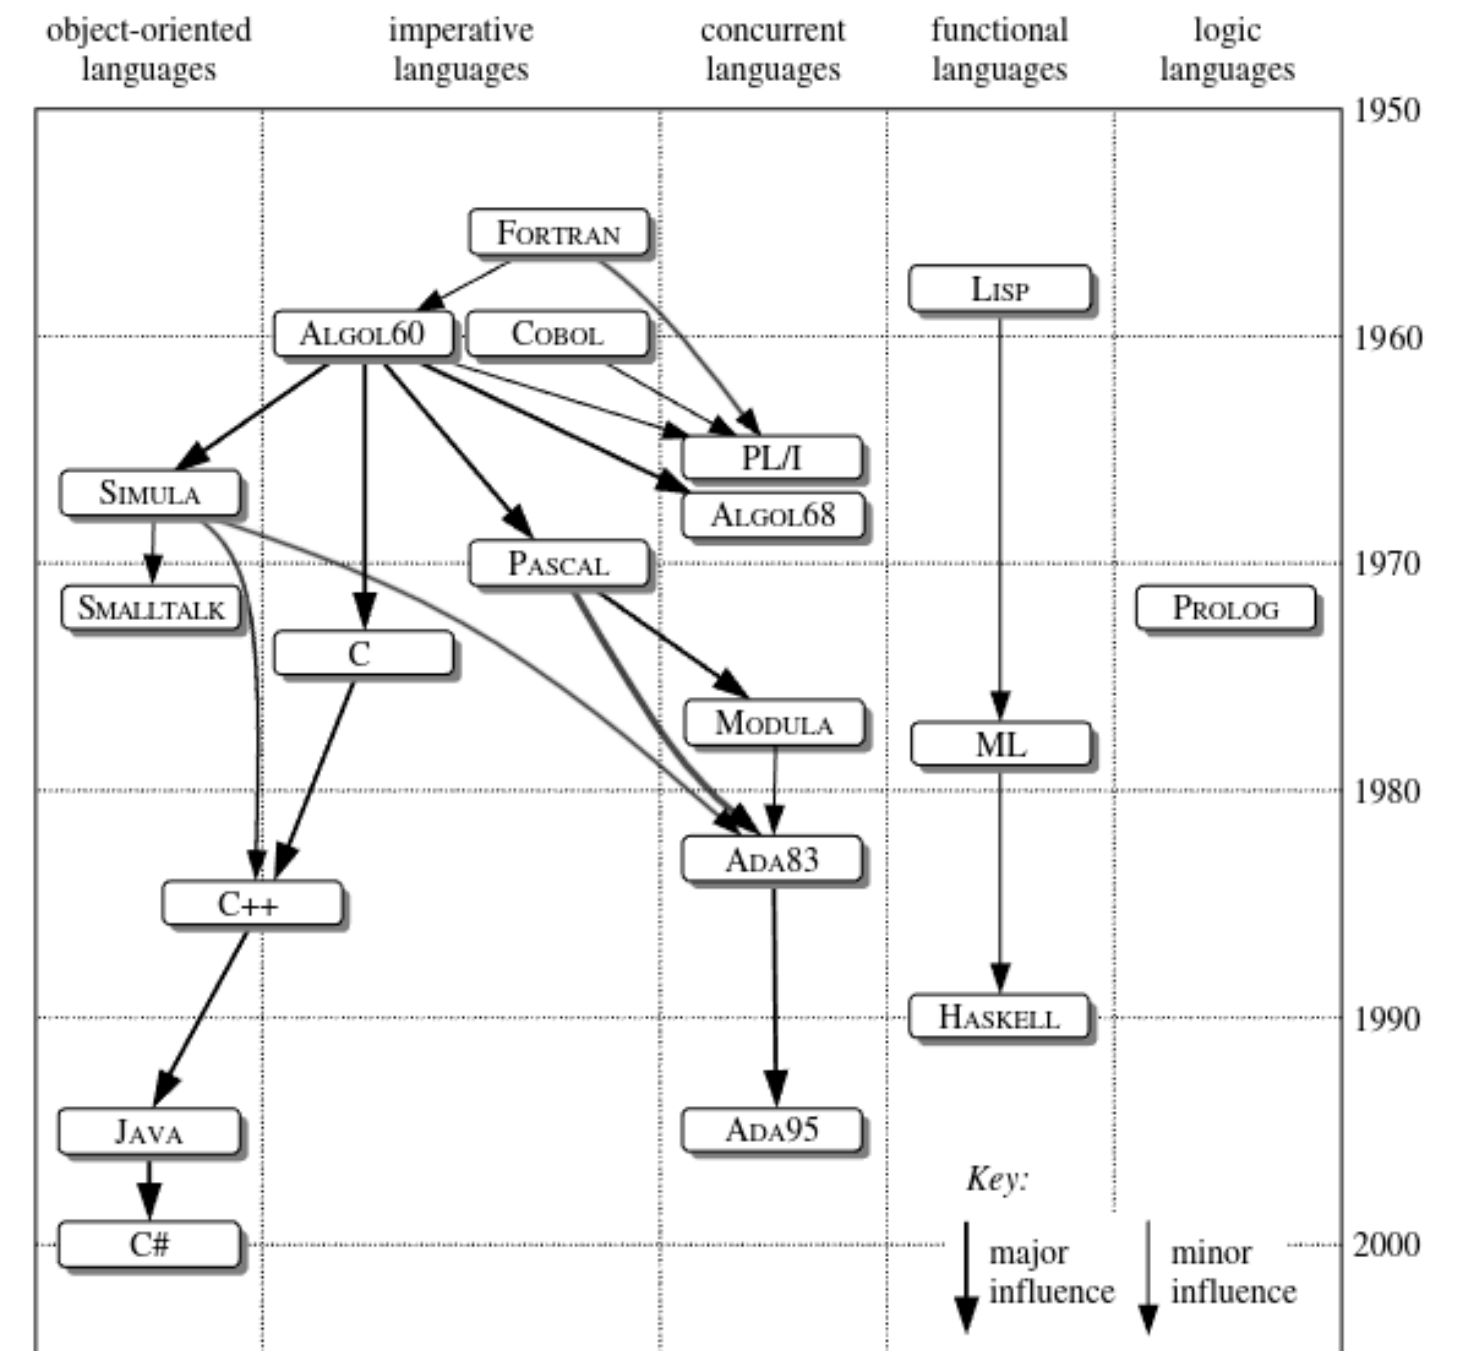 object-oriented languages
imperative languages
concurrent languages
functional languages
logic languages
1950
FORTRAN
LISP
ALGOL60
COBOL
1960
PL/I
SIMULA
ALGOL68
PASCAL
1970
SMALLTALK
PROLOG
C
MODULA
ML
1980
ADA83
C++
HASKELL
1990
JAVA
ADA95
Key:
C#
2000
major influence
minor influence